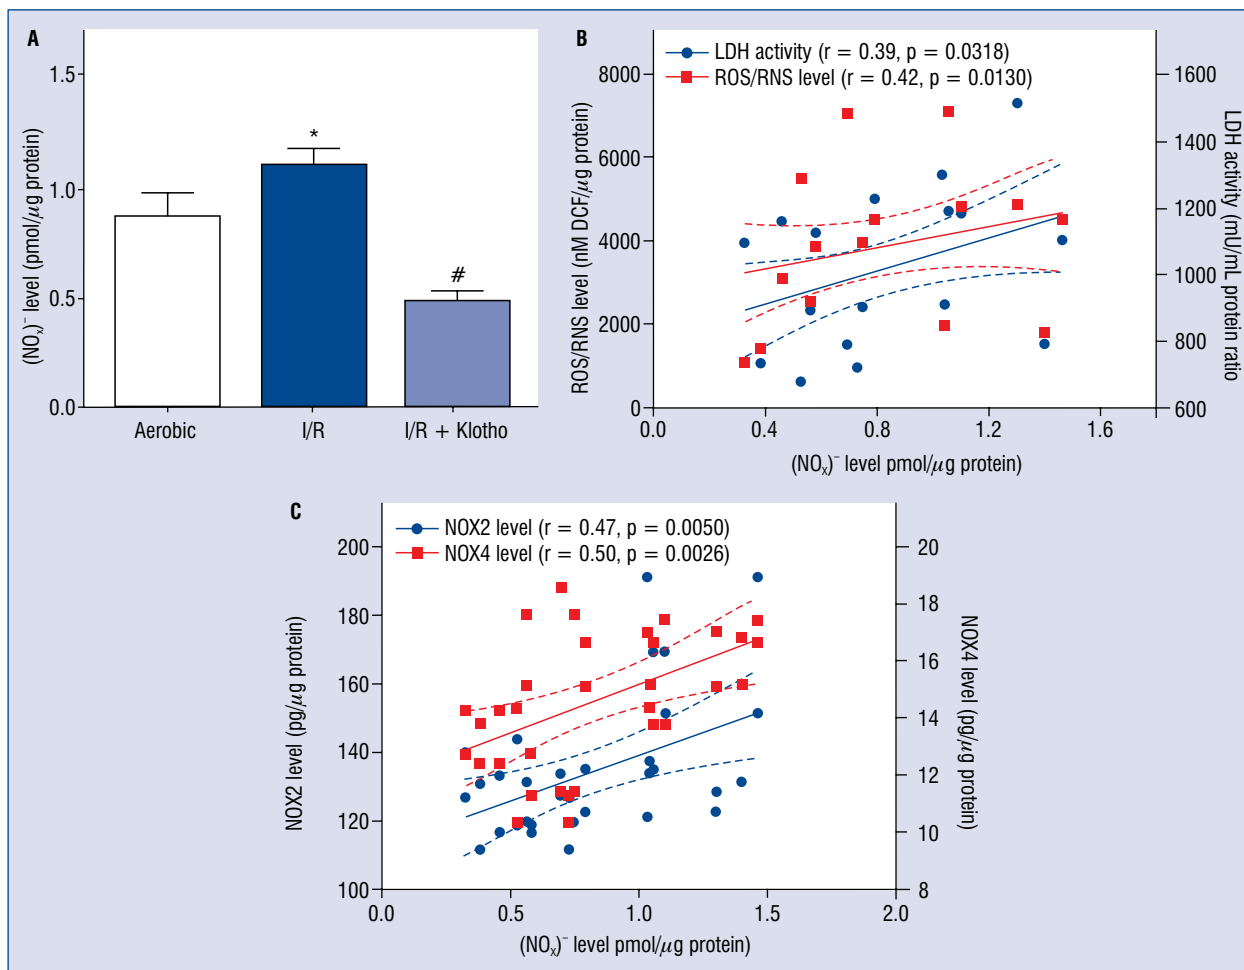 A
1.5
1.0
0.5
0.0
(NOₓ)⁻ level (pmol/μg protein)
*
#
Aerobic
I/R
I/R + Klotho
B
LDH activity (r = 0.39, p = 0.0318)
ROS/RNS level (r = 0.42, p = 0.0130)
8000
6000
4000
2000
0
ROS/RNS level (nM DCF/μg protein)
1600
1400
1200
1000
800
600
LDH activity (mU/mL protein ratio
0.0
0.4
0.8
1.2
1.6
(NOₓ)⁻ level pmol/μg protein)
C
NOX2 level (r = 0.47, p = 0.0050)
NOX4 level (r = 0.50, p = 0.0026)
200
180
160
140
120
100
NOX2 level (pg/μg protein)
20
18
16
14
12
10
8
NOX4 level (pg/μg protein)
0.0
0.5
1.0
1.5
2.0
(NOₓ)⁻ level pmol/μg protein)